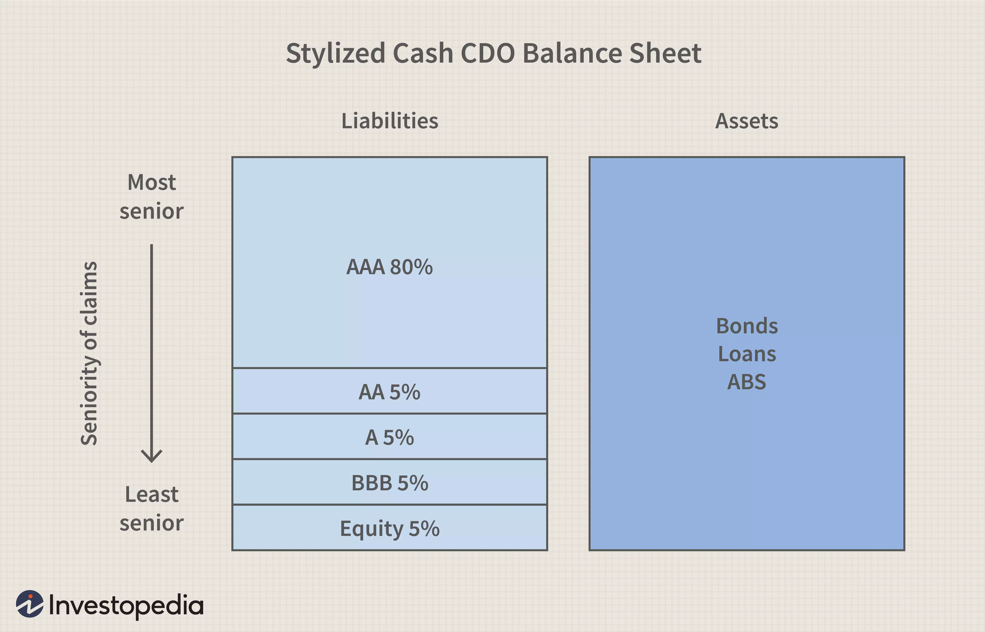 Stylized Cash CDO Balance Sheet
Liabilities
Assets
Most
senior
Seniority of claims
Least
senior
AAA 80%
AA 5%
A 5%
BBB 5%
Equity 5%
Bonds
Loans
ABS
Investopedia